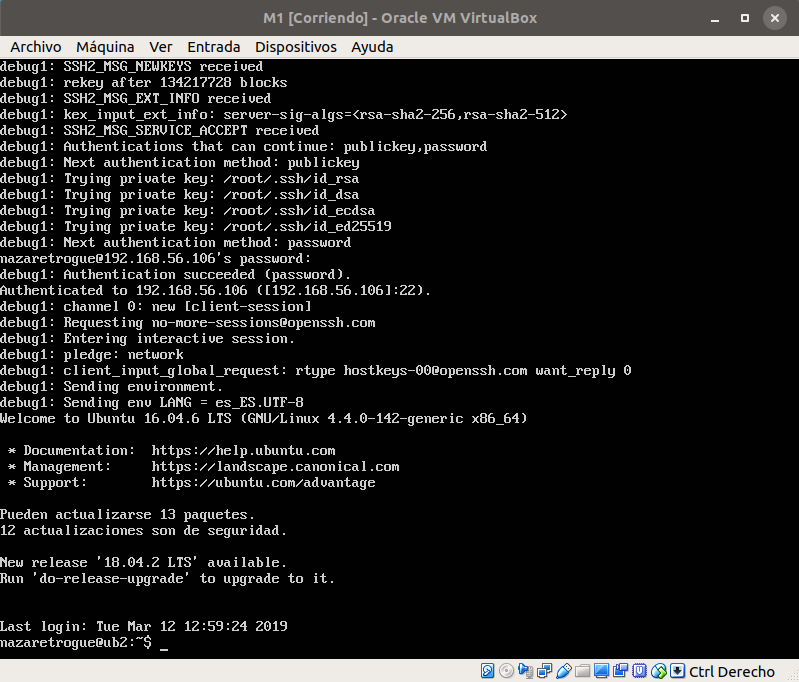 M1 [Corriendo] - Oracle VM VirtualBox
Archivo Máquina Ver Entrada Dispositivos Ayuda
debug1: SSH2_MSG_NEWKEYS received
debug1: rekey after 134217728 blocks
debug1: SSH2_MSG_EXT_INFO received
debug1: kex_input_ext_info: server-sig-algs=<rsa-sha2-256,rsa-sha2-512>
debug1: SSH2_MSG_SERVICE_ACCEPT received
debug1: Authentications that can continue: publickey,password
debug1: Next authentication method: publickey
debug1: Trying private key: /root/.ssh/id_rsa
debug1: Trying private key: /root/.ssh/id_dsa
debug1: Trying private key: /root/.ssh/id_ecdsa
debug1: Trying private key: /root/.ssh/id_ed25519
debug1: Next authentication method: password
nazaretrogue@192.168.56.106's password:
debug1: Authentication succeeded (password).
Authenticated to 192.168.56.106 ([192.168.56.106]:22).
debug1: channel 0: new [client-session]
debug1: Requesting no-more-sessions@openssh.com
debug1: Entering interactive session.
debug1: pledge: network
debug1: client_input_global_request: rtype hostkeys-00@openssh.com want_reply 0
debug1: Sending environment.
debug1: Sending env LANG = es_ES.UTF-8
Welcome to Ubuntu 16.04.6 LTS (GNU/Linux 4.4.0-142-generic x86_64)
* Documentation: https://help.ubuntu.com
* Management: https://landscape.canonical.com
* Support: https://ubuntu.com/advantage
Pueden actualizarse 13 paquetes.
12 actualizaciones son de seguridad.
New release '18.04.2 LTS' available.
Run 'do-release-upgrade' to upgrade to it.
Last login: Tue Mar 12 12:59:24 2019
nazaretrogue@ub2:~$ _
Ctrl Derecho